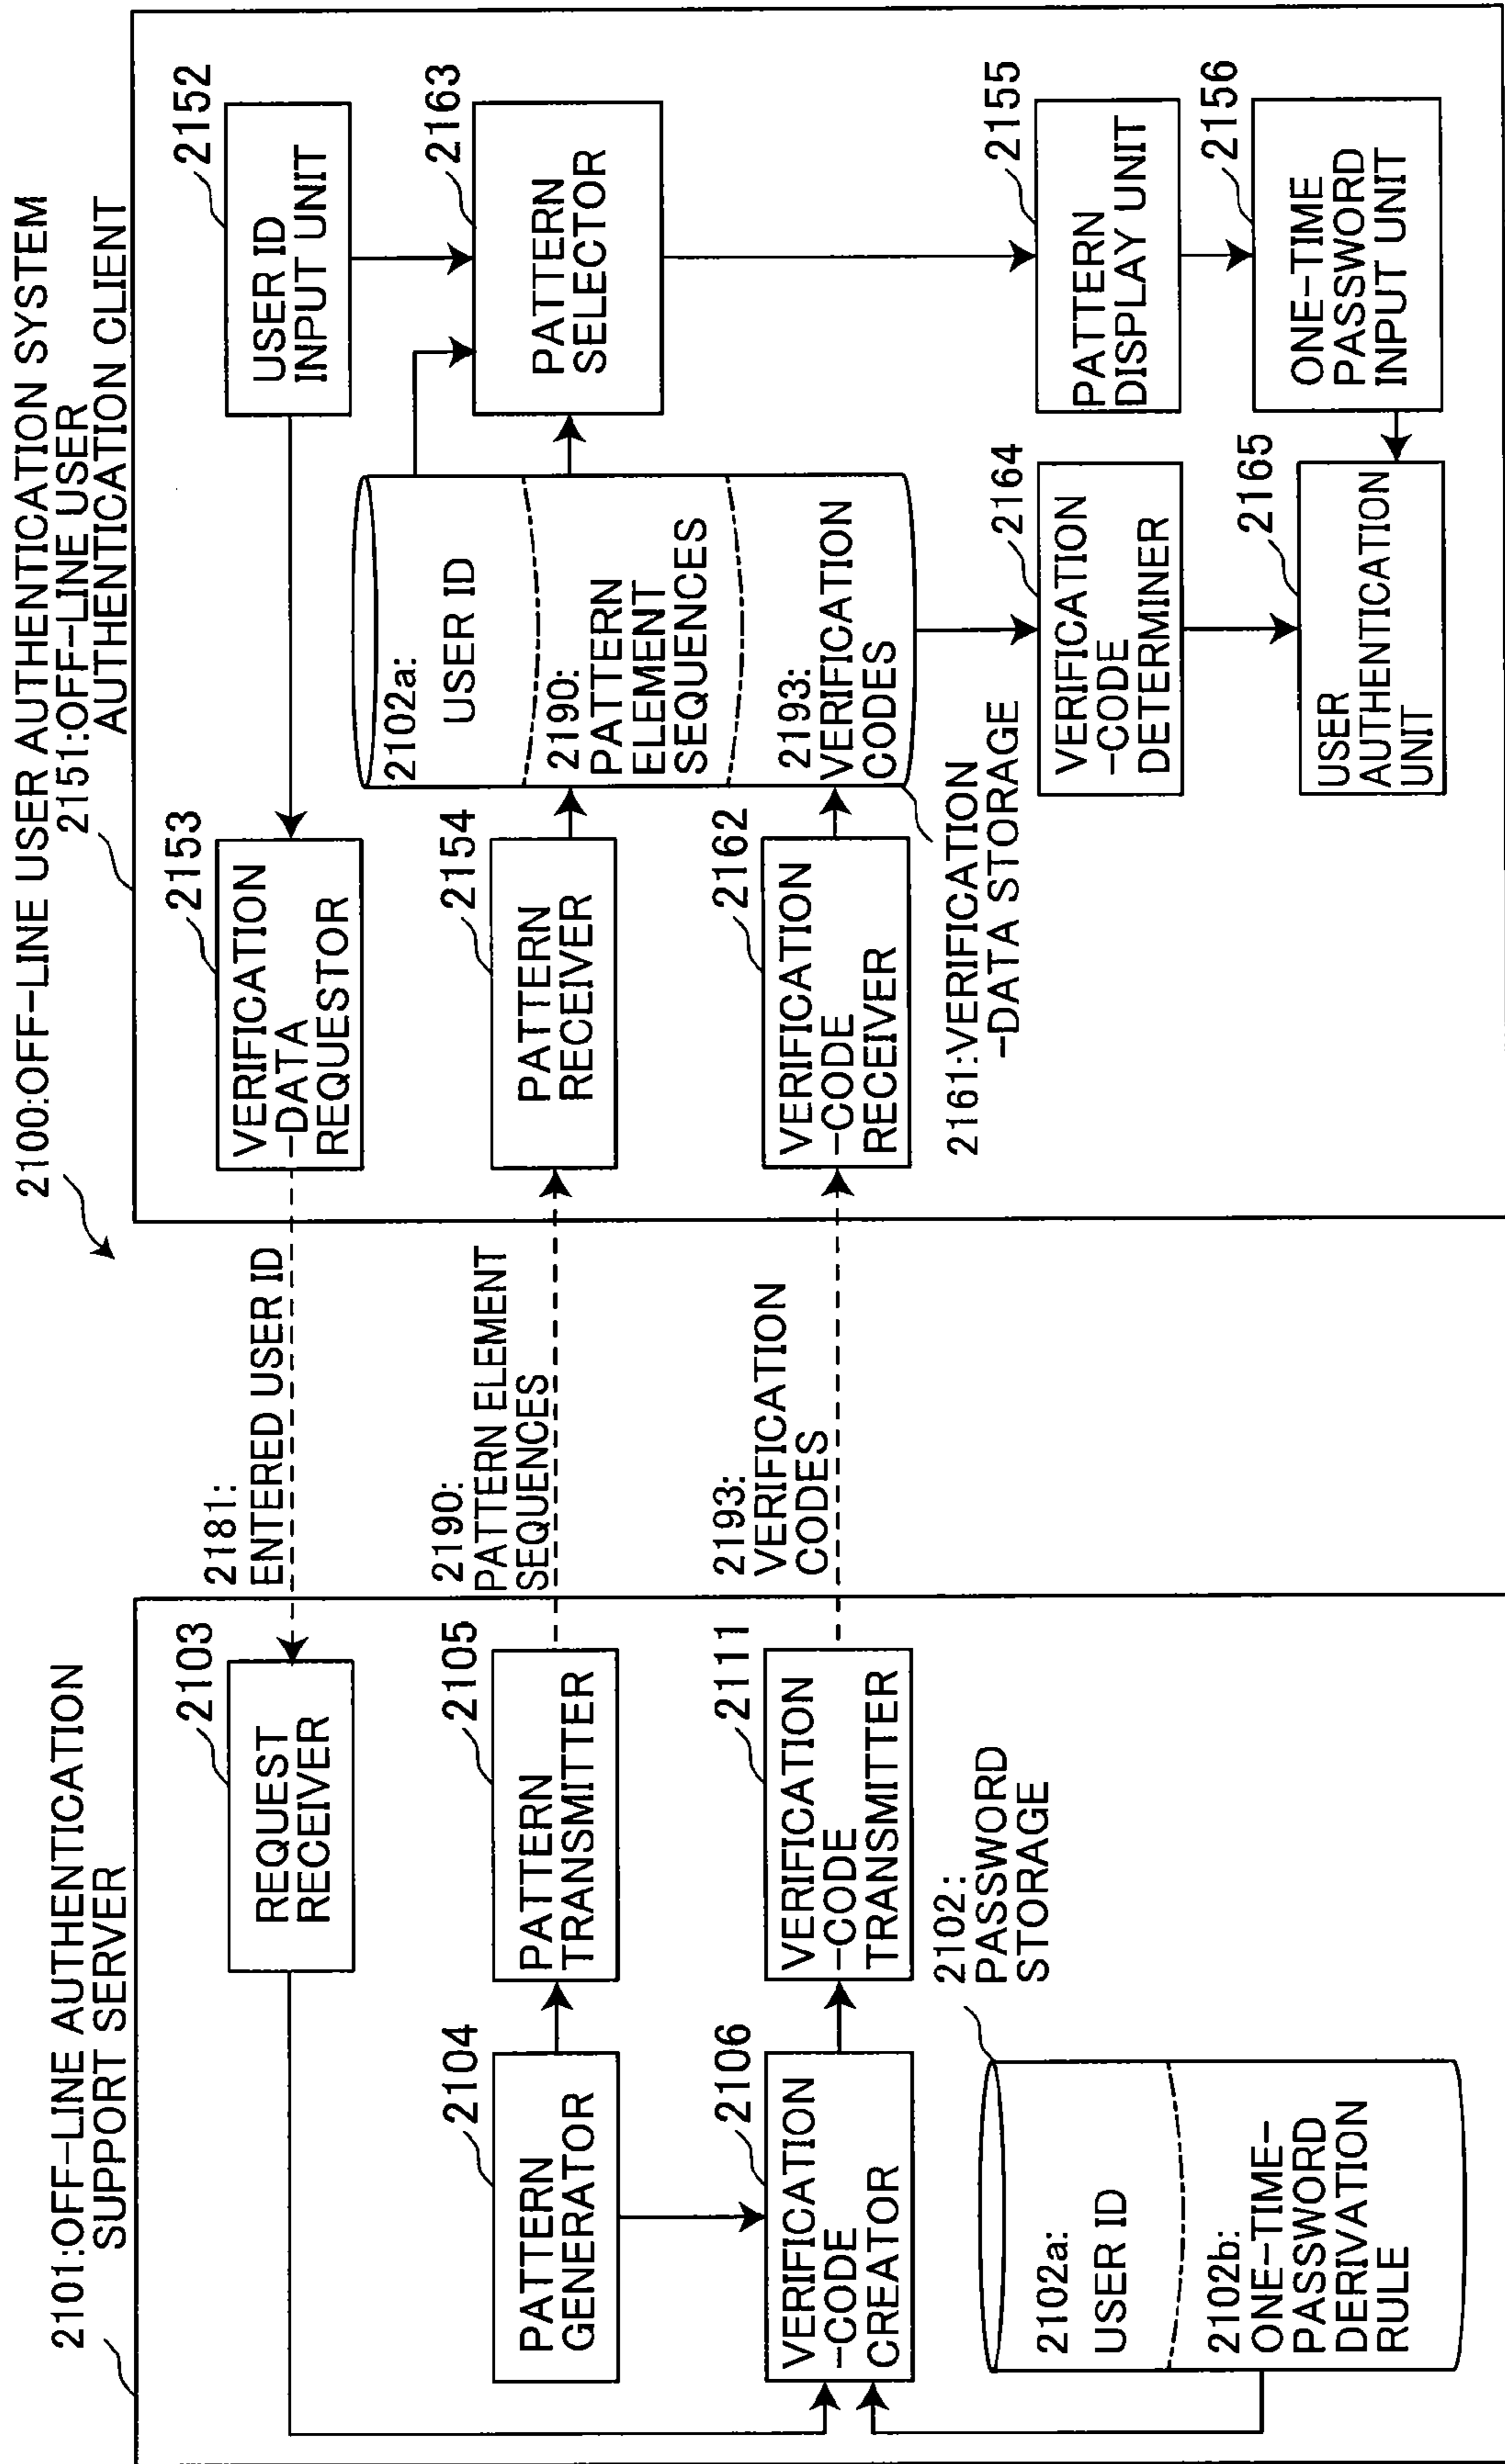 2100:OFF-LINE USER AUTHENTICATION SYSTEM
2101:OFF-LINE AUTHENTICATION
SUPPORT SERVER
2103
REQUEST
RECEIVER
2104
PATTERN
GENERATOR
2105
PATTERN
TRANSMITTER
2106
VERIFICATION
-CODE
CREATOR
2111
VERIFICATION
-CODE
TRANSMITTER
2102:
PASSWORD
STORAGE
2102a:
USER ID
2102b:
ONE-TIME-
PASSWORD
DERIVATION
RULE
2181:
ENTERED USER ID
2190:
PATTERN ELEMENT
SEQUENCES
2193:
VERIFICATION
CODES
2151:OFF-LINE USER
AUTHENTICATION CLIENT
2153
VERIFICATION
-DATA
REQUESTOR
2152
USER ID
INPUT UNIT
2154
PATTERN
RECEIVER
2162
VERIFICATION
-CODE
RECEIVER
2102a:
USER ID
2190:
PATTERN
ELEMENT
SEQUENCES
2193:
VERIFICATION
CODES
2161:VERIFICATION
-DATA STORAGE
2163
PATTERN
SELECTOR
2164
VERIFICATION
-CODE
DETERMINER
2155
PATTERN
DISPLAY UNIT
2165
USER
AUTHENTICATION
UNIT
2156
ONE-TIME
PASSWORD
INPUT UNIT